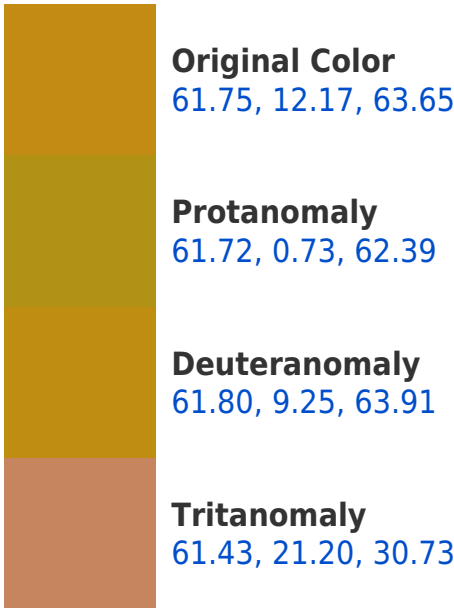 Original Color
61.75, 12.17, 63.65
Protanomaly
61.72, 0.73, 62.39
Deuteranomaly
61.80, 9.25, 63.91
Tritanomaly
61.43, 21.20, 30.73